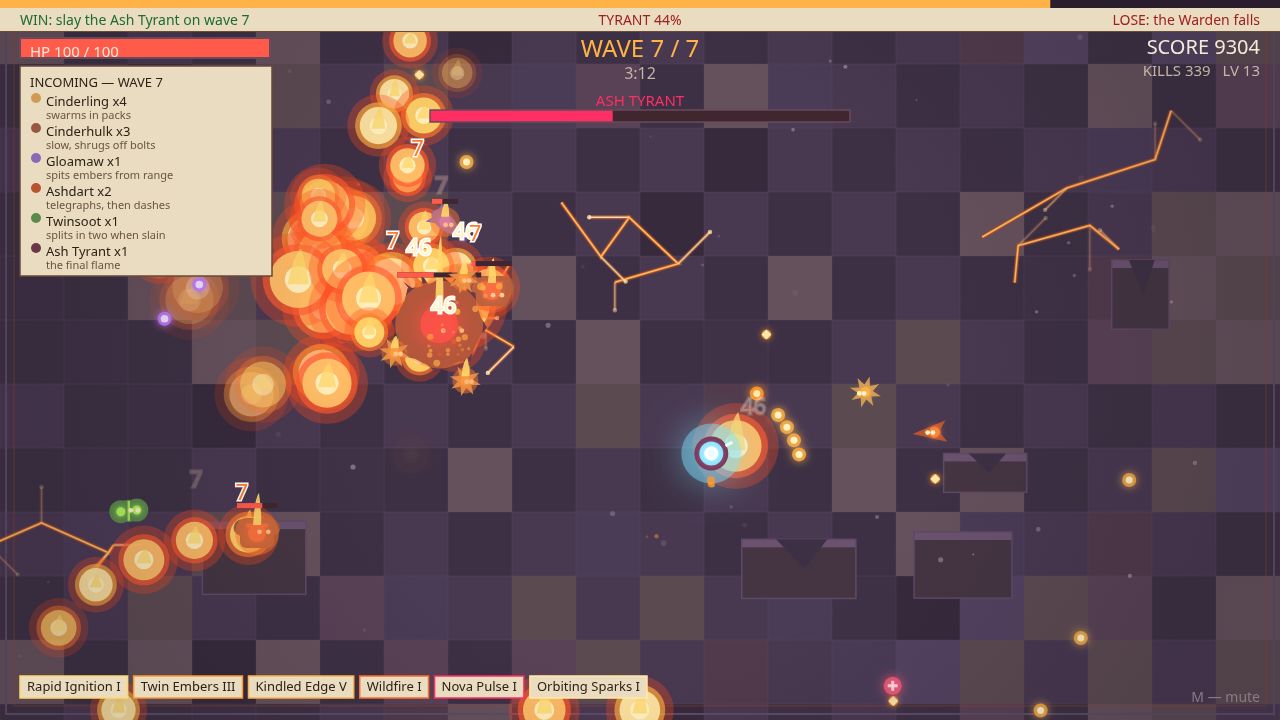 WIN: slay the Ash Tyrant on wave 7
TYRANT 44%
LOSE: the Warden falls
HP 100 / 100
WAVE 7 / 7
3:12
SCORE 9304
KILLS 339 LV 13
ASH TYRANT
INCOMING — WAVE 7
Cinderling x4
swarms in packs
Cinderhulk x3
slow, shrugs off bolts
Gloamaw x1
spits embers from range
Ashdart x2
telegraphs, then dashes
Twinsoot x1
splits in two when slain
Ash Tyrant x1
the final flame
7
7
7
46
46
7
46
46
7
7
Rapid Ignition I
Twin Embers III
Kindled Edge V
Wildfire I
Nova Pulse I
Orbiting Sparks I
M — mute